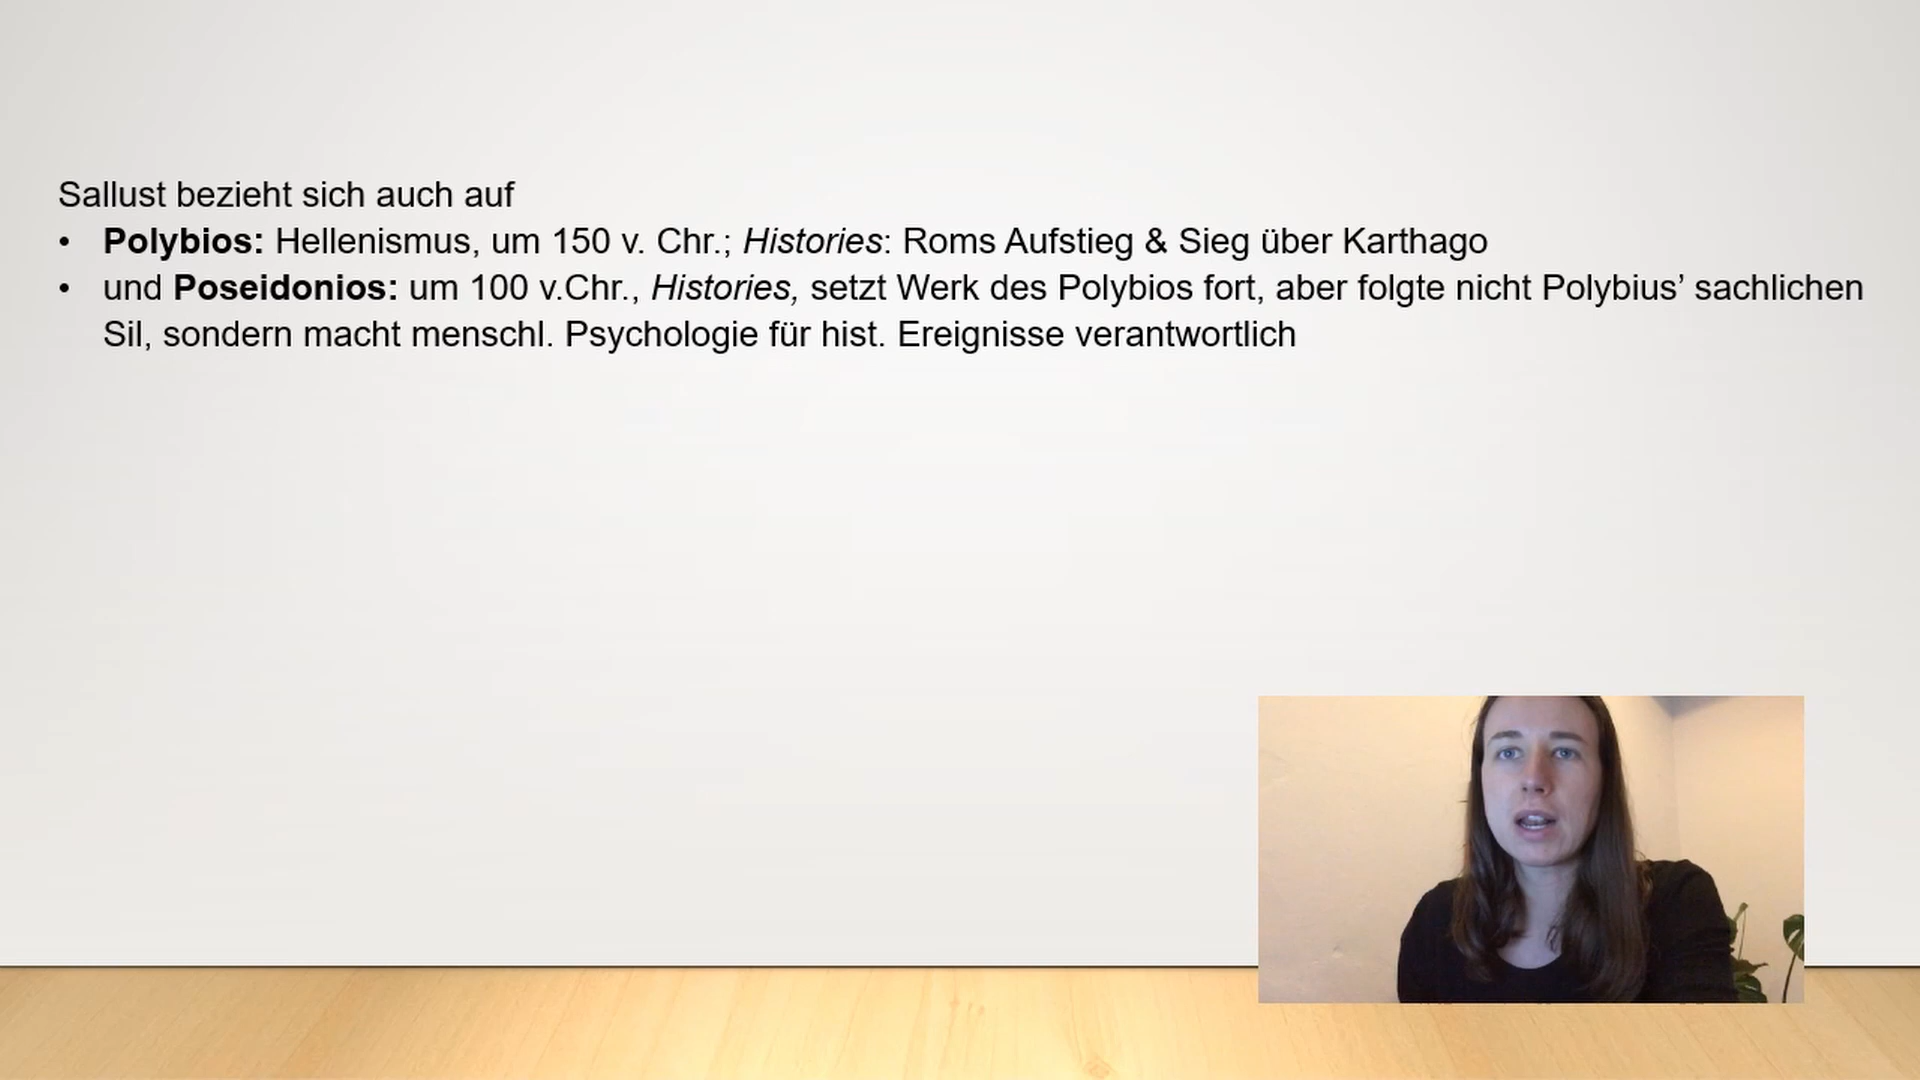 Sallust bezieht sich auch auf
• Polybios: Hellenismus, um 150 v. Chr.; Histories: Roms Aufstieg & Sieg über Karthago
• und Poseidonios: um 100 v.Chr., Histories, setzt Werk des Polybios fort, aber folgte nicht Polybius’ sachlichen
Sil, sondern macht menschl. Psychologie für hist. Ereignisse verantwortlich